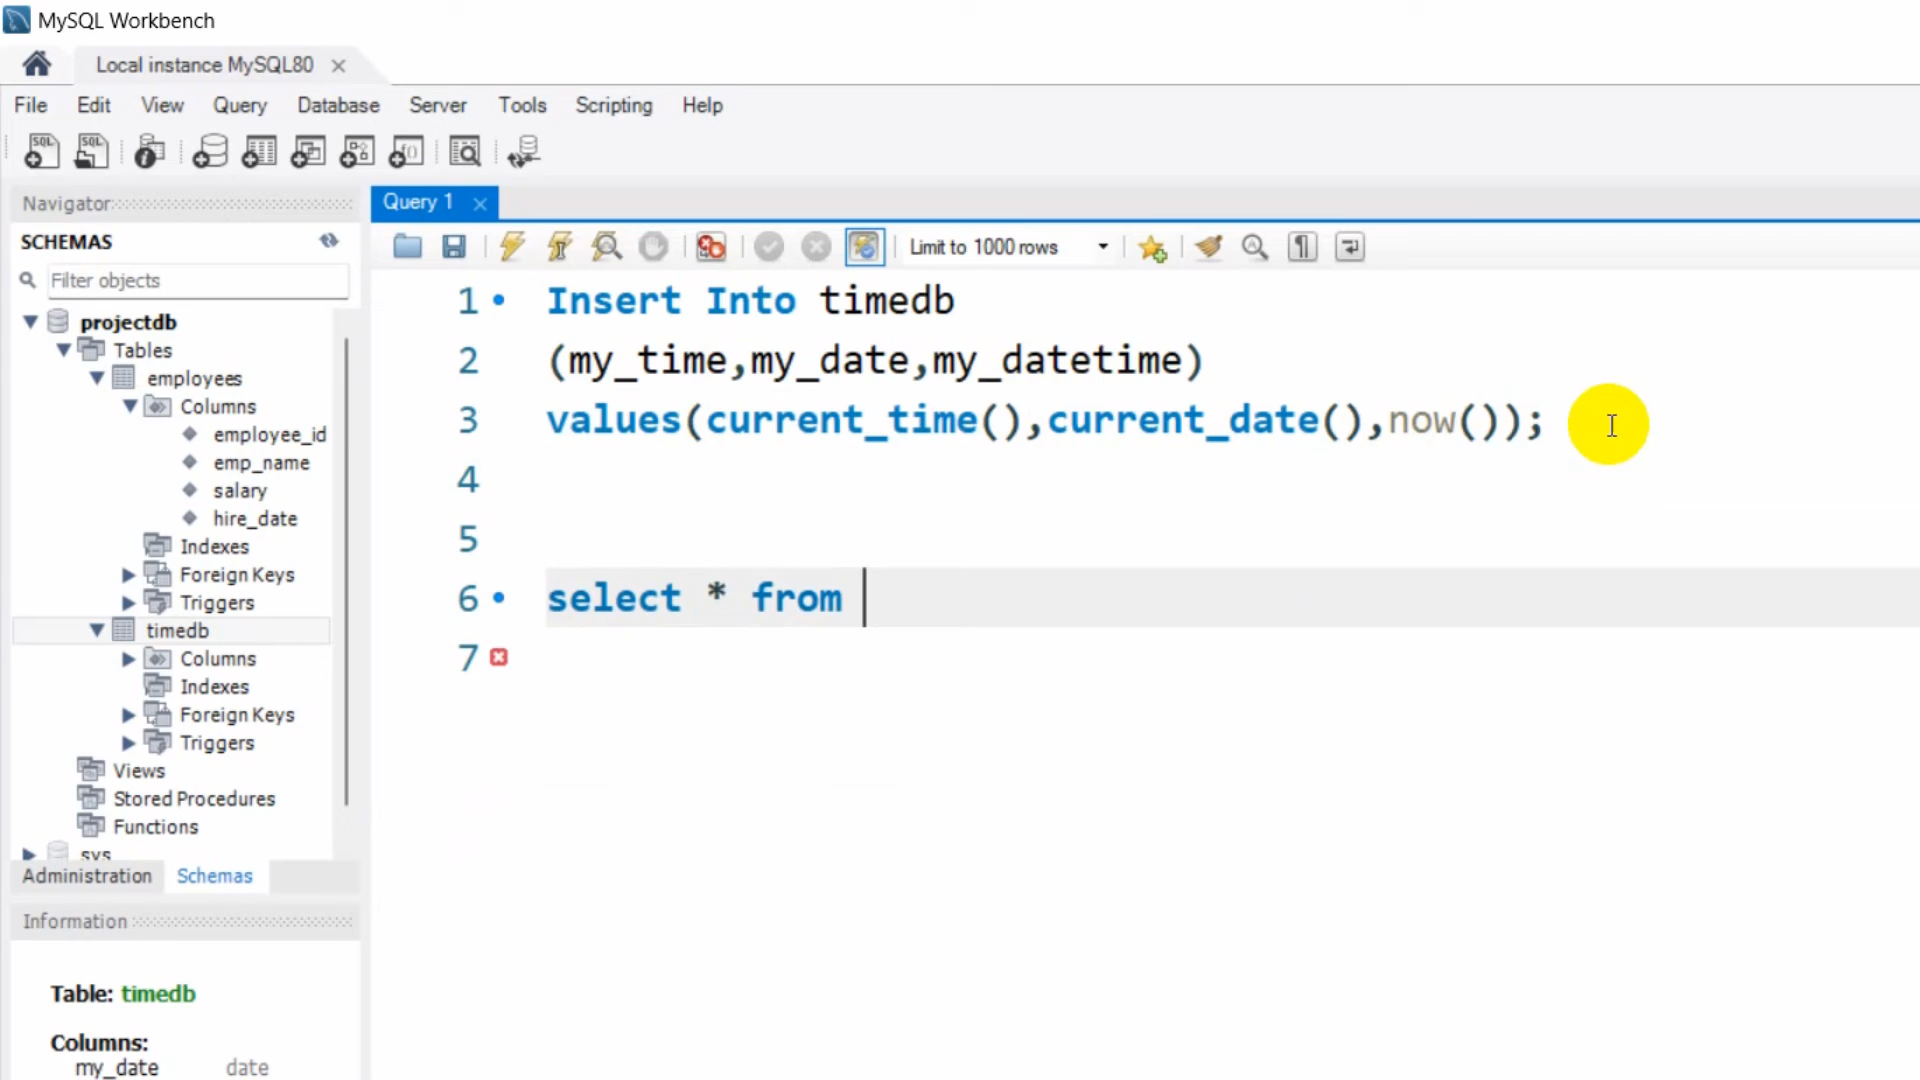 MySQL Workbench
Local instance MySQL80
File Edit View Query Database Server Tools Scripting Help
SQL SQL
Navigator
SCHEMAS
Filter objects
projectdb
Tables
employees
Columns
employee_id
emp_name
salary
hire_date
Indexes
Foreign Keys
Triggers
timedb
Columns
Indexes
Foreign Keys
Triggers
Views
Stored Procedures
Functions
sys
Administration Schemas
Information
Table: timedb
Columns:
my_date date
Query 1
Limit to 1000 rows
1 Insert Into timedb
2 (my_time,my_date,my_datetime)
3 values(current_time(),current_date(),now());
4
5
6 select * from
7